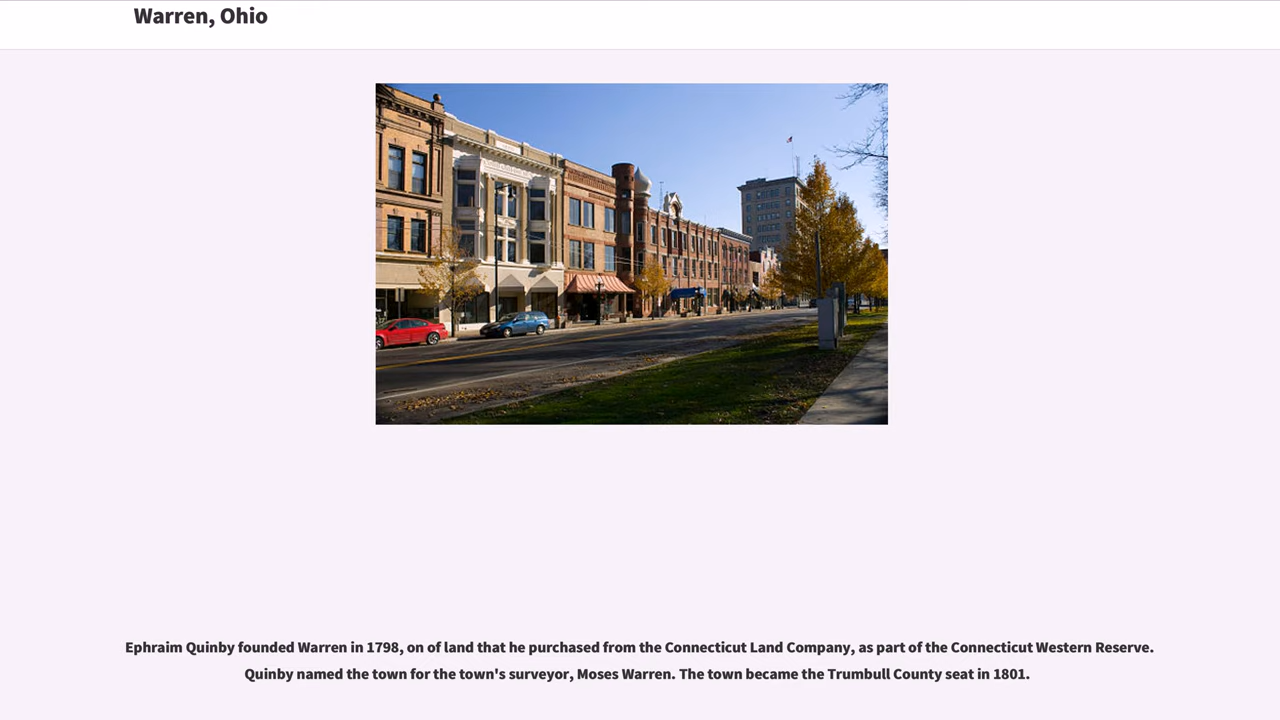 Warren, Ohio
Ephraim Quinby founded Warren in 1798, on of land that he purchased from the Connecticut Land Company, as part of the Connecticut Western Reserve.
Quinby named the town for the town's surveyor, Moses Warren. The town became the Trumbull County seat in 1801.